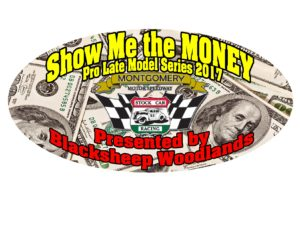 Show Me the MONEY
Pro Late Model Series 2017
MONTGOMERY
MOTOR SPEEDWAY
STOCK CAR
RACING
Presented by
Blacksheep Woodlands